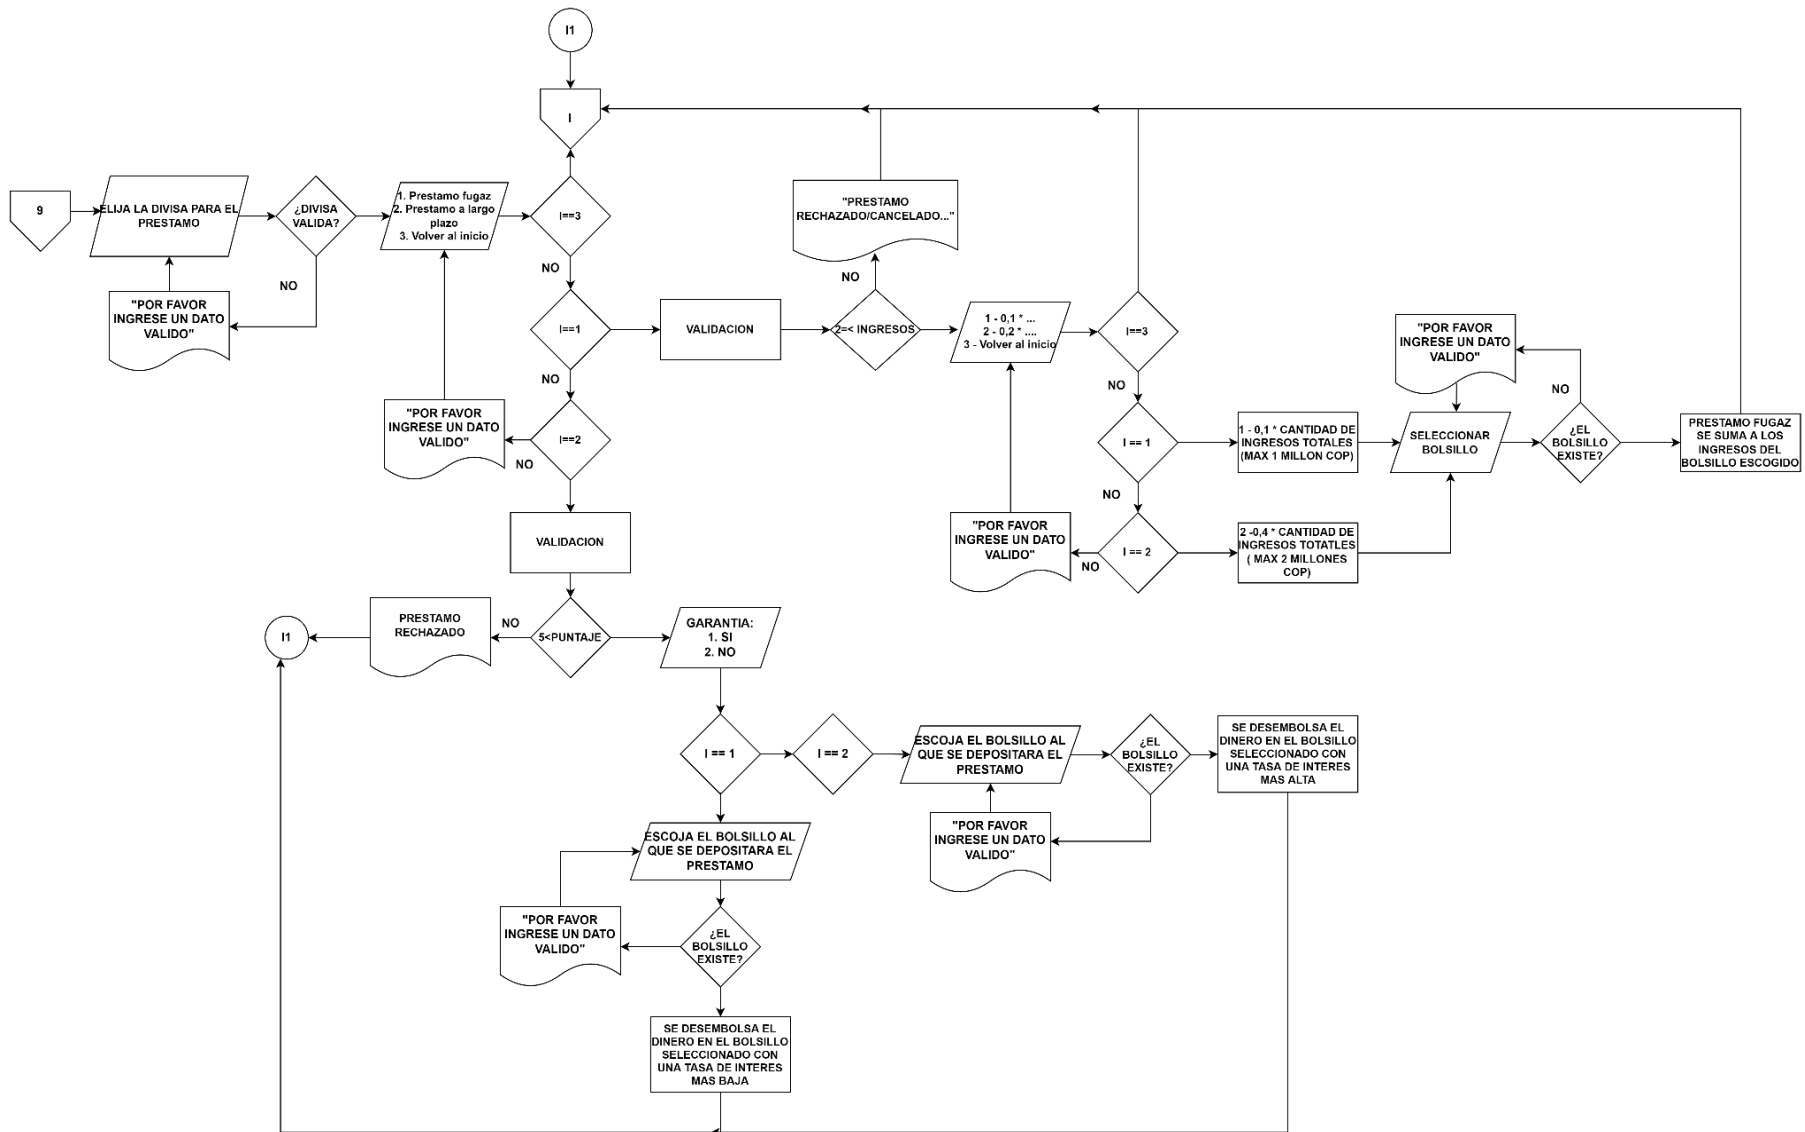 I1
I
9
ELIJA LA DIVISA PARA EL
PRESTAMO
¿DIVISA
VALIDA?
NO
"POR FAVOR
INGRESE UN DATO
VALIDO"
1. Prestamo fugaz
2. Prestamo a largo
plazo
3. Volver al inicio
I==3
NO
I==1
NO
I==2
NO
"POR FAVOR
INGRESE UN DATO
VALIDO"
VALIDACION
2=< INGRESOS
NO
"PRESTAMO
RECHAZADO/CANCELADO..."
1 - 0,1 * ...
2 - 0,2 * ....
3 - Volver al inicio
I==3
NO
I == 1
NO
I == 2
NO
"POR FAVOR
INGRESE UN DATO
VALIDO"
1 - 0,1 * CANTIDAD DE
INGRESOS TOTALES
(MAX 1 MILLON COP)
2 -0,4 * CANTIDAD DE
INGRESOS TOTATLES
( MAX 2 MILLONES
COP)
"POR FAVOR
INGRESE UN DATO
VALIDO"
SELECCIONAR
BOLSILLO
NO
¿EL
BOLSILLO
EXISTE?
PRESTAMO FUGAZ
SE SUMA A LOS
INGRESOS DEL
BOLSILLO ESCOGIDO
VALIDACION
5<PUNTAJE
NO
PRESTAMO
RECHAZADO
I1
GARANTIA:
1. SI
2. NO
I == 1
I == 2
ESCOJA EL BOLSILLO AL
QUE SE DEPOSITARA EL
PRESTAMO
¿EL
BOLSILLO
EXISTE?
"POR FAVOR
INGRESE UN DATO
VALIDO"
SE DESEMBOLSA EL
DINERO EN EL BOLSILLO
SELECCIONADO CON
UNA TASA DE INTERES
MAS ALTA
ESCOJA EL BOLSILLO AL
QUE SE DEPOSITARA EL
PRESTAMO
"POR FAVOR
INGRESE UN DATO
VALIDO"
¿EL
BOLSILLO
EXISTE?
SE DESEMBOLSA EL
DINERO EN EL BOLSILLO
SELECCIONADO CON
UNA TASA DE INTERES
MAS BAJA